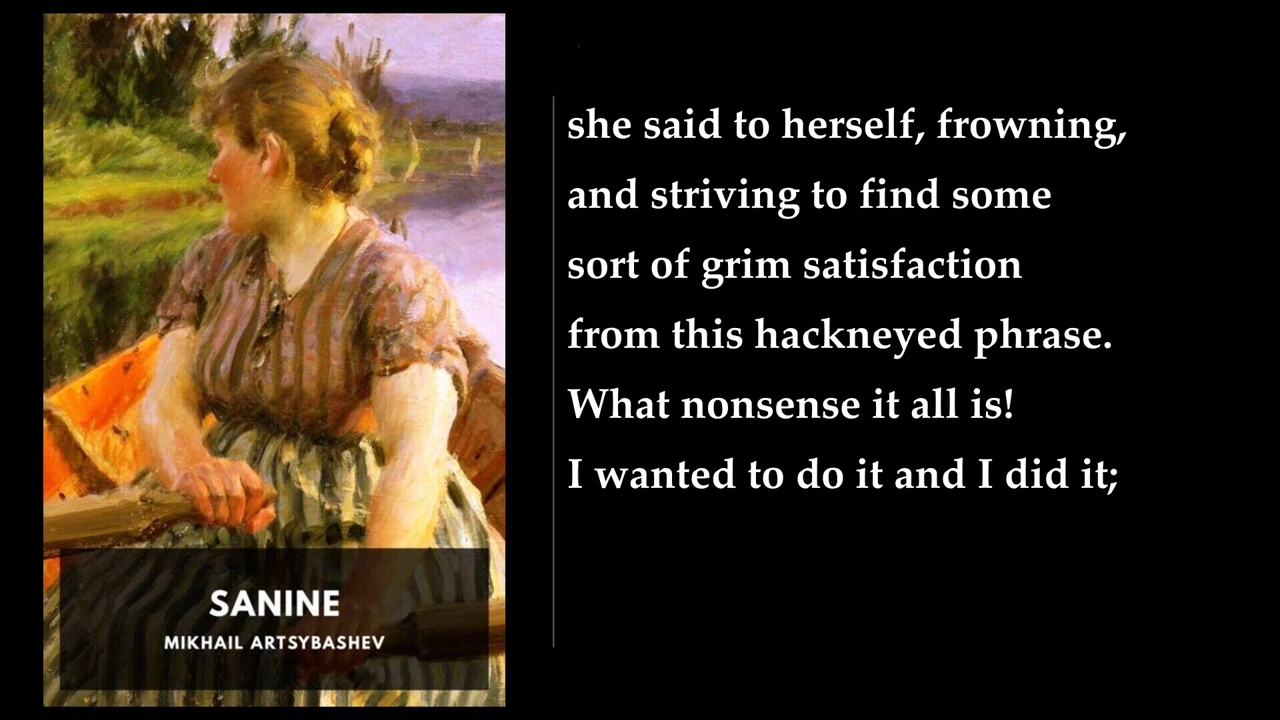 she said to herself, frowning,
and striving to find some
sort of grim satisfaction
from this hackneyed phrase.
What nonsense it all is!
I wanted to do it and I did it;
SANINE
MIKHAIL ARTSYBASHEV